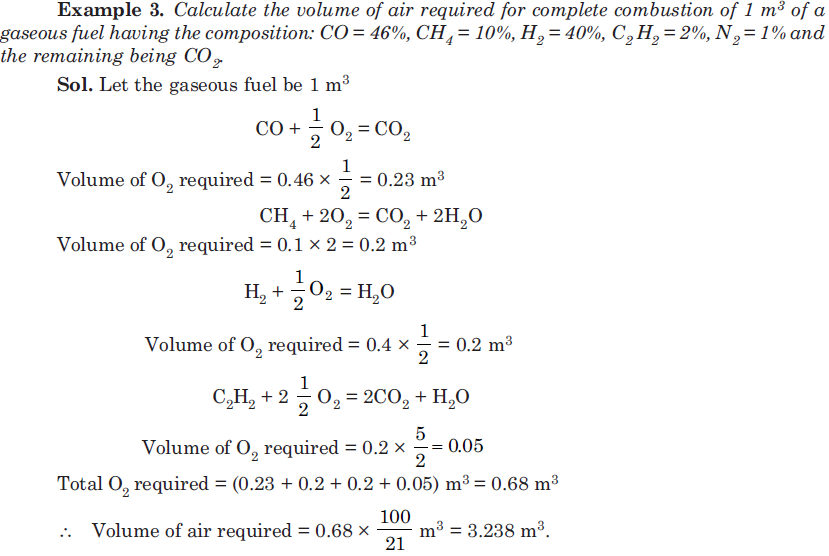 Example 3. Calculate the volume of air required for complete combustion of 1 m³ of a
gaseous fuel having the composition: CO = 46%, CH₄ = 10%, H₂ = 40%, C₂H₂ = 2%, N₂ = 1% and
the remaining being CO₂.
Sol. Let the gaseous fuel be 1 m³
CO + 1/2 O₂ = CO₂
Volume of O₂ required = 0.46 × 1/2 = 0.23 m³
CH₄ + 2O₂ = CO₂ + 2H₂O
Volume of O₂ required = 0.1 × 2 = 0.2 m³
H₂ + 1/2 O₂ = H₂O
Volume of O₂ required = 0.4 × 1/2 = 0.2 m³
C₂H₂ + 2 1/2 O₂ = 2CO₂ + H₂O
Volume of O₂ required = 0.2 × 5/2 = 0.05
Total O₂ required = (0.23 + 0.2 + 0.2 + 0.05) m³ = 0.68 m³
∴ Volume of air required = 0.68 × 100/21 m³ = 3.238 m³.